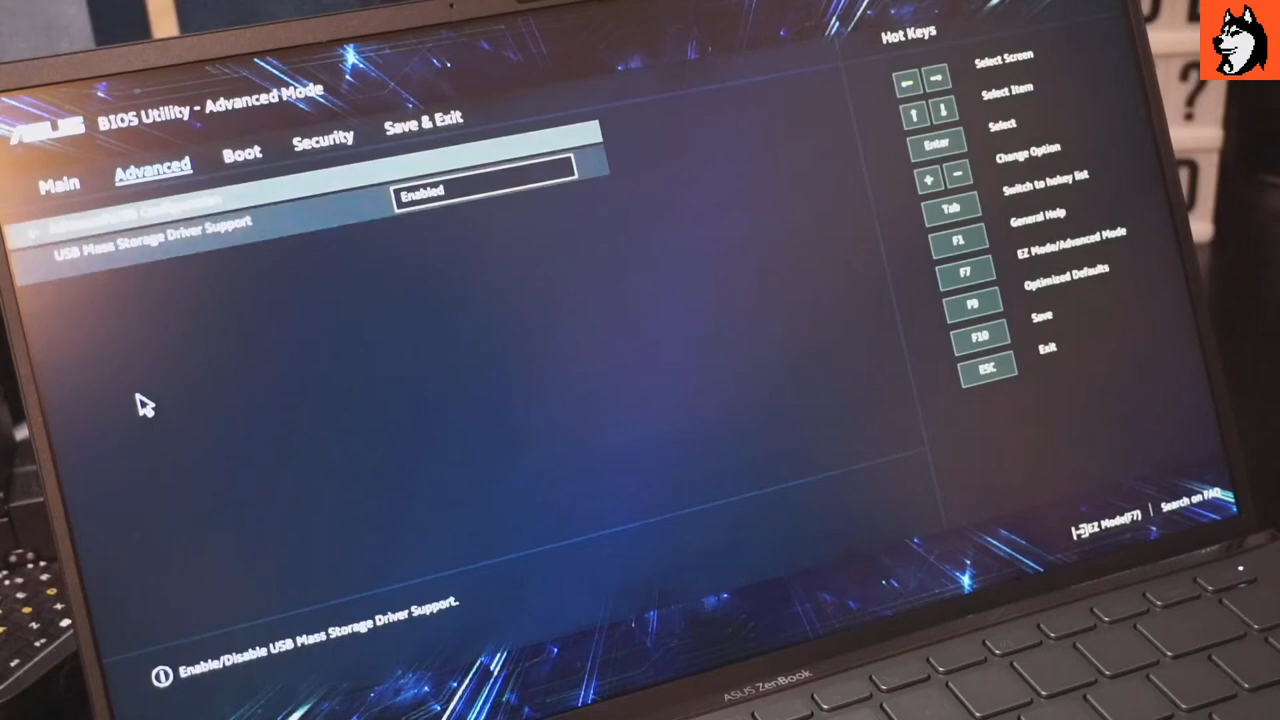 ASUS BIOS Utility - Advanced Mode
Main Advanced Boot Security Save & Exit
USB Mass Storage Driver Support Enabled
Hot Keys
← → Select Screen
↑ ↓ Select Item
Enter Select
+ - Change Option
Tab Switch to hokey list
F1 General Help
F7 EZ Mode/Advanced Mode
F9 Optimized Defaults
F10 Save
ESC Exit
EZ Mode(F7) | Search on FAQ
Enable/Disable USB Mass Storage Driver Support.
ASUS ZenBook
?